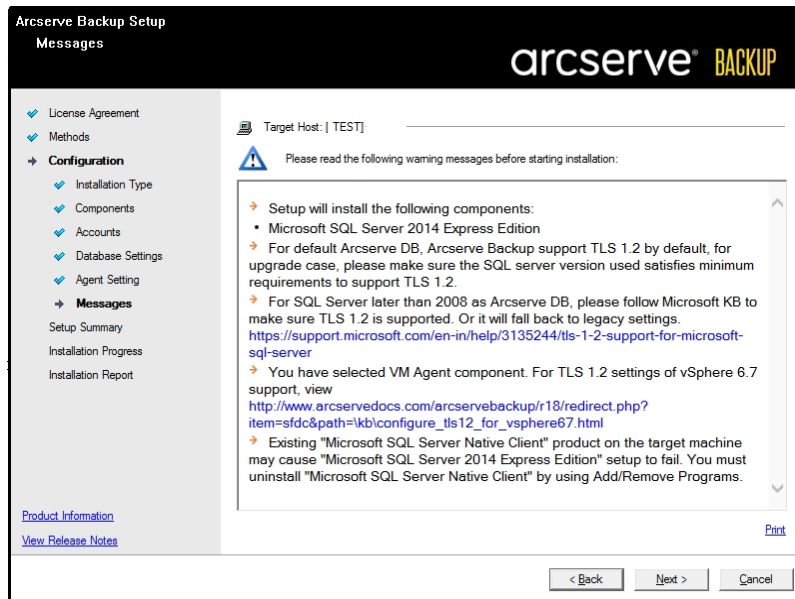 Arcserve Backup Setup
Messages
arcserve® BACKUP
License Agreement
Methods
Configuration
Installation Type
Components
Accounts
Database Settings
Agent Setting
Messages
Setup Summary
Installation Progress
Installation Report
Product Information
View Release Notes
Target Host: [ TEST]
Please read the following warning messages before starting installation:
Setup will install the following components:
• Microsoft SQL Server 2014 Express Edition
For default Arcserve DB, Arcserve Backup support TLS 1.2 by default, for
upgrade case, please make sure the SQL server version used satisfies minimum
requirements to support TLS 1.2.
For SQL Server later than 2008 as Arcserve DB, please follow Microsoft KB to
make sure TLS 1.2 is supported. Or it will fall back to legacy settings.
https://support.microsoft.com/en-in/help/3135244/tls-1-2-support-for-microsoft-
sql-server
You have selected VM Agent component. For TLS 1.2 settings of vSphere 6.7
support, view
http://www.arcservedocs.com/arcservebackup/r18/redirect.php?
item=sfdc&path=\kb\configure_tls12_for_vsphere67.html
Existing "Microsoft SQL Server Native Client" product on the target machine
may cause "Microsoft SQL Server 2014 Express Edition" setup to fail. You must
uninstall "Microsoft SQL Server Native Client" by using Add/Remove Programs.
Print
< Back
Next >
Cancel